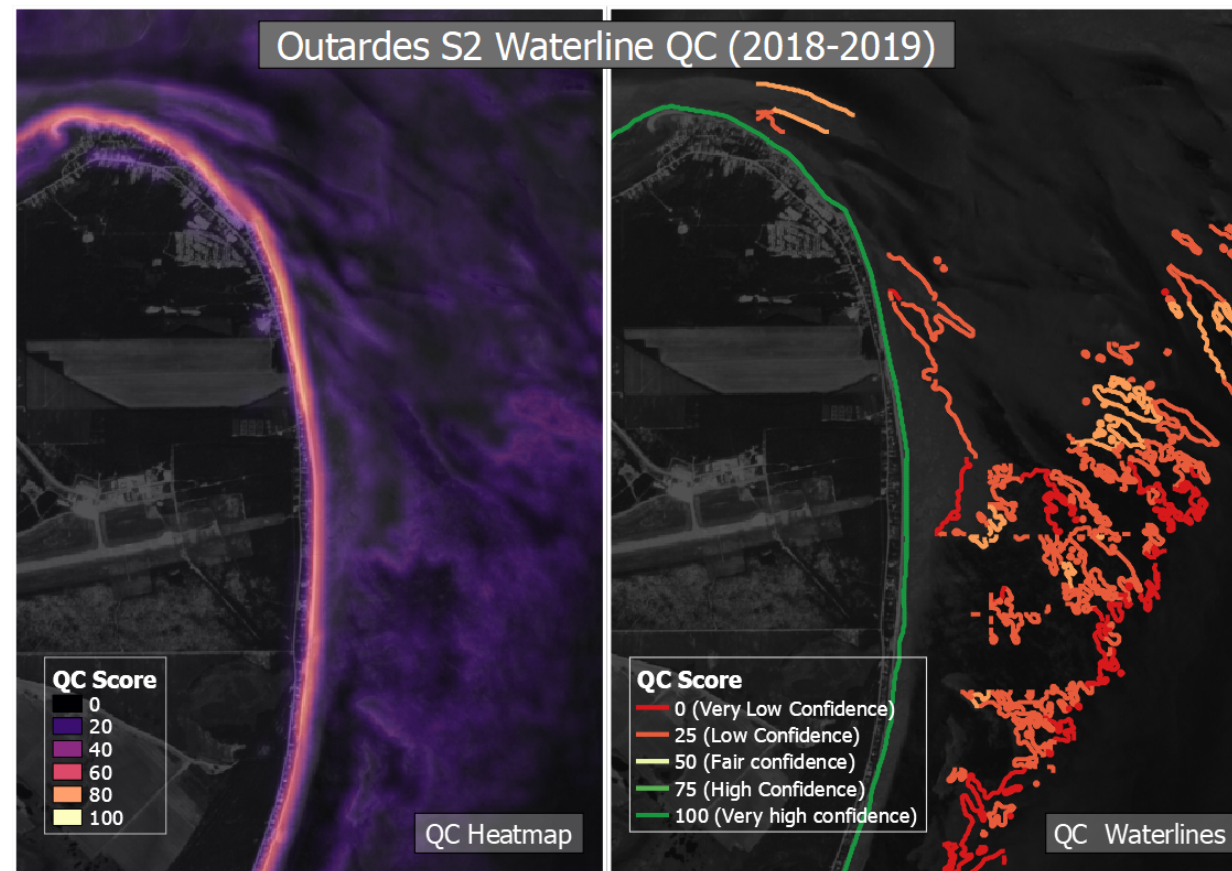 Outardes S2 Waterline QC (2018-2019)
QC Score
0
20
40
60
80
100
QC Heatmap
QC Score
0 (Very Low Confidence)
25 (Low Confidence)
50 (Fair confidence)
75 (High Confidence)
100 (Very high confidence)
QC Waterlines